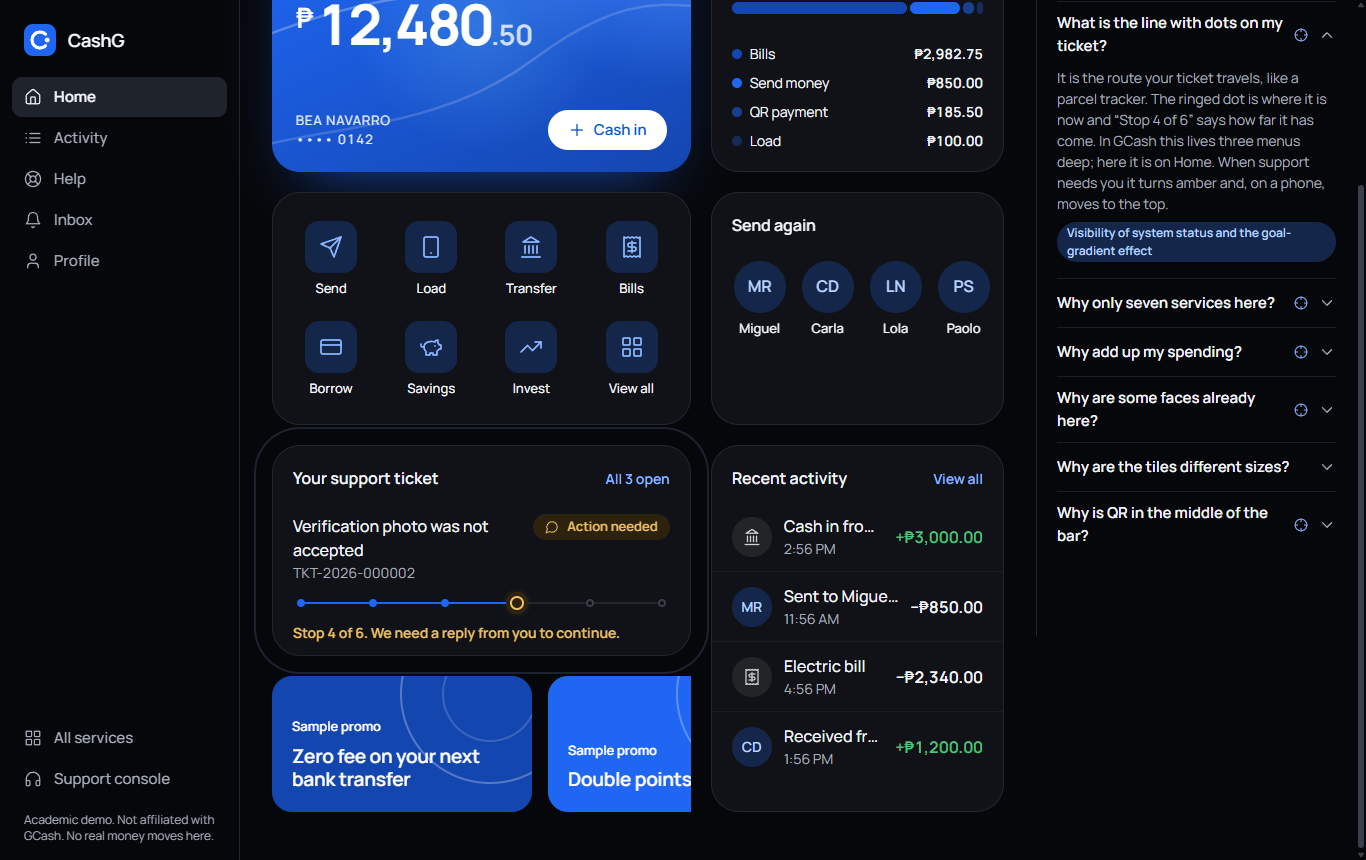 CashG
Home
Activity
Help
Inbox
Profile
All services
Support console
Academic demo. Not affiliated with
GCash. No real money moves here.
₱12,480.50
BEA NAVARRO
•••• 0142
Cash in
Bills ₱2,982.75
Send money ₱850.00
QR payment ₱185.50
Load ₱100.00
Send
Load
Transfer
Bills
Borrow
Savings
Invest
View all
Send again
MR
CD
LN
PS
Miguel
Carla
Lola
Paolo
Your support ticket
All 3 open
Verification photo was not
accepted
Action needed
TKT-2026-000002
Stop 4 of 6. We need a reply from you to continue.
Sample promo
Zero fee on your next
bank transfer
Sample promo
Double points
Recent activity
View all
Cash in fro...
2:56 PM
+₱3,000.00
MR
Sent to Migue...
11:56 AM
−₱850.00
Electric bill
4:56 PM
−₱2,340.00
CD
Received fr...
1:56 PM
+₱1,200.00
What is the line with dots on my
ticket?
It is the route your ticket travels, like a
parcel tracker. The ringed dot is where it is
now and “Stop 4 of 6” says how far it has
come. In GCash this lives three menus
deep; here it is on Home. When support
needs you it turns amber and, on a phone,
moves to the top.
Visibility of system status and the goal-
gradient effect
Why only seven services here?
Why add up my spending?
Why are some faces already
here?
Why are the tiles different sizes?
Why is QR in the middle of the
bar?